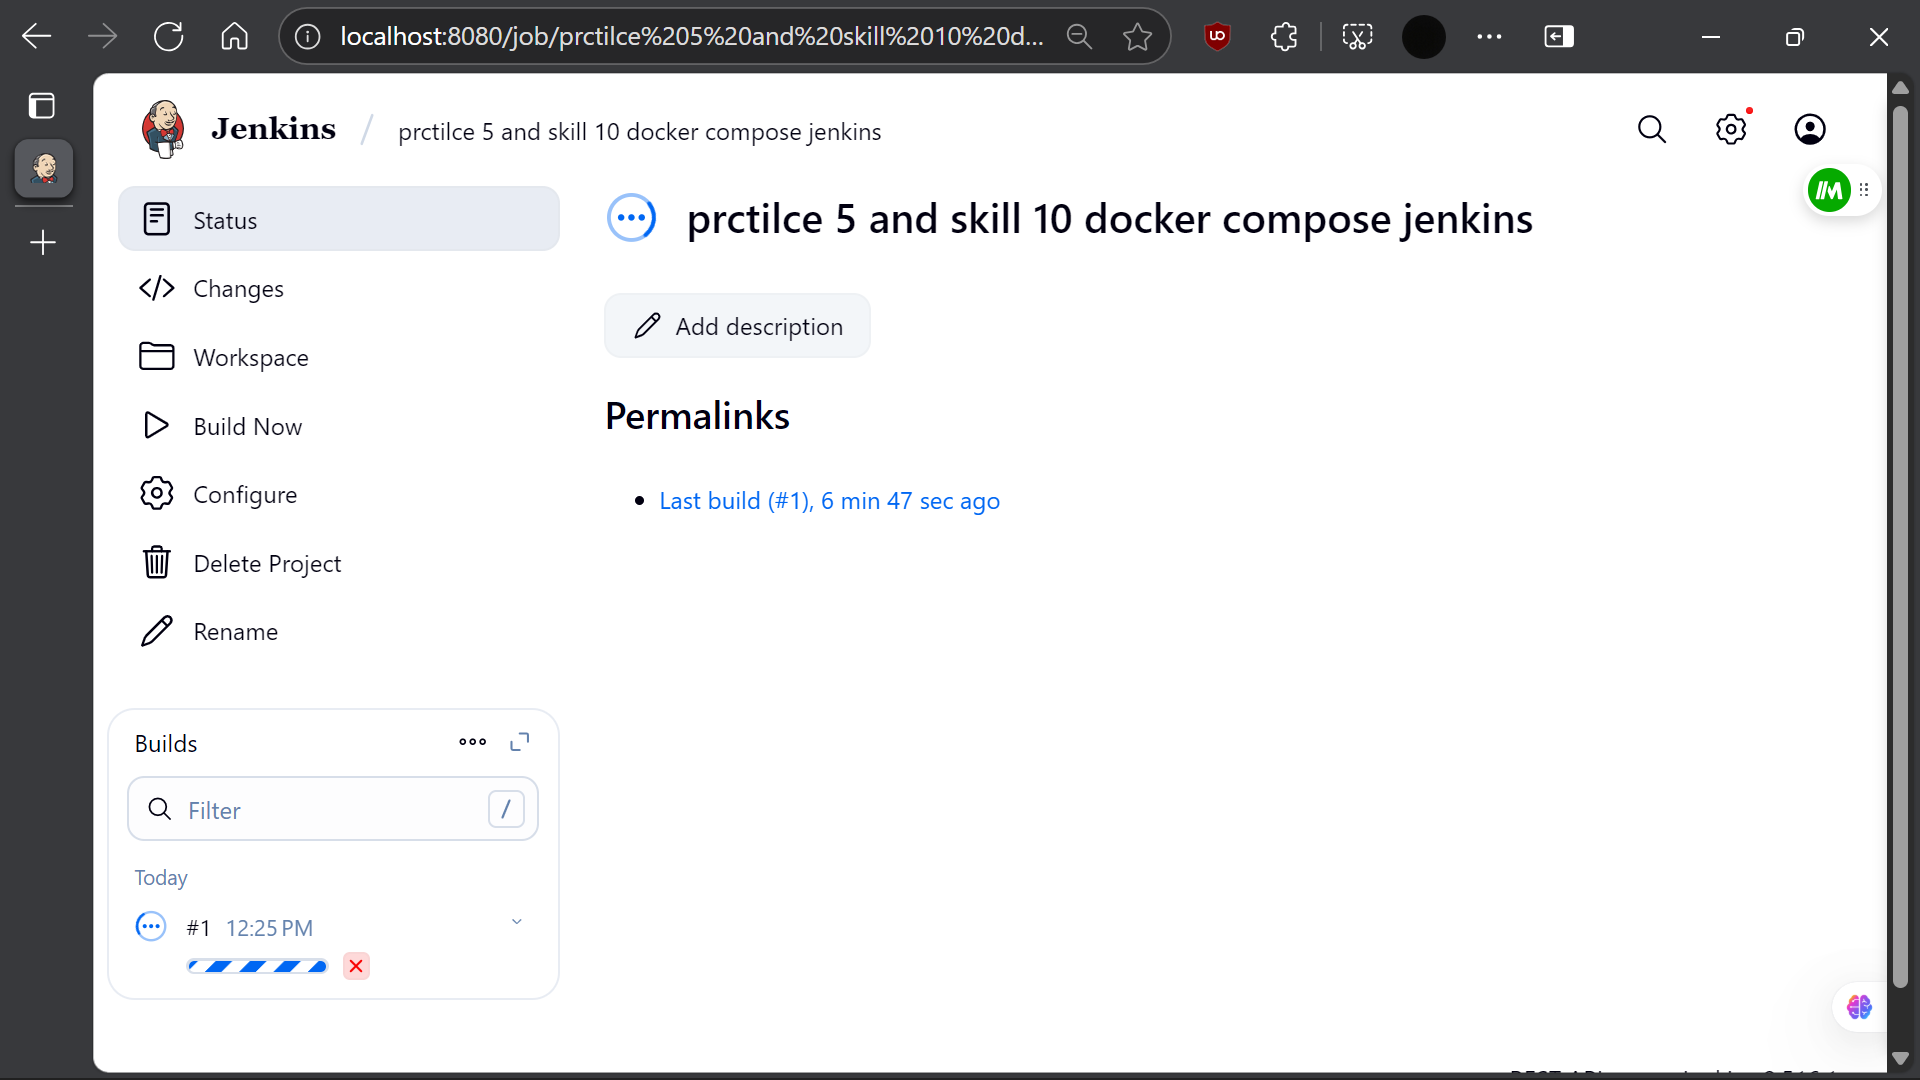 localhost:8080/job/prctilce%205%20and%20skill%2010%20d...
Jenkins / prctilce 5 and skill 10 docker compose jenkins
Status
Changes
Workspace
Build Now
Configure
Delete Project
Rename
prctilce 5 and skill 10 docker compose jenkins
Add description
Permalinks
Last build (#1), 6 min 47 sec ago
Builds
Filter /
Today
#1 12:25 PM